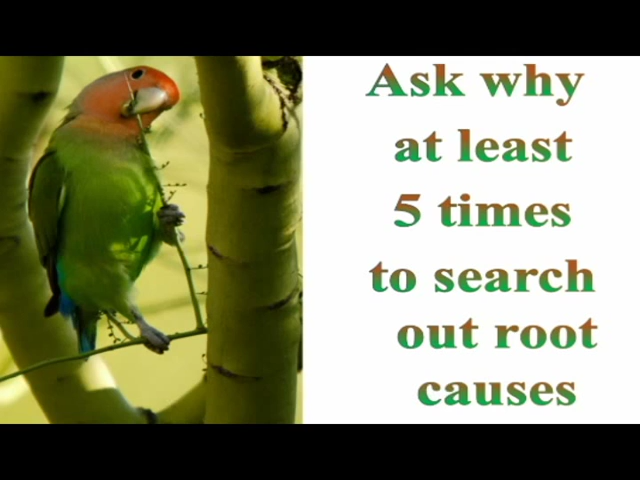 Ask why
at least
5 times
to search
out root
causes